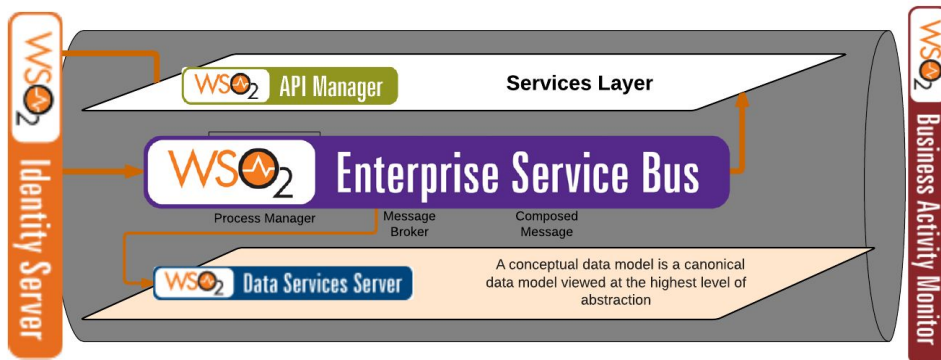 WSO2 Identity Server
WSO2 API Manager
Services Layer
WSO2 Enterprise Service Bus
Process Manager
Message
Broker
Composed
Message
WSO2 Data Services Server
A conceptual data model is a canonical
data model viewed at the highest level of
abstraction
WSO2 Business Activity Monitor